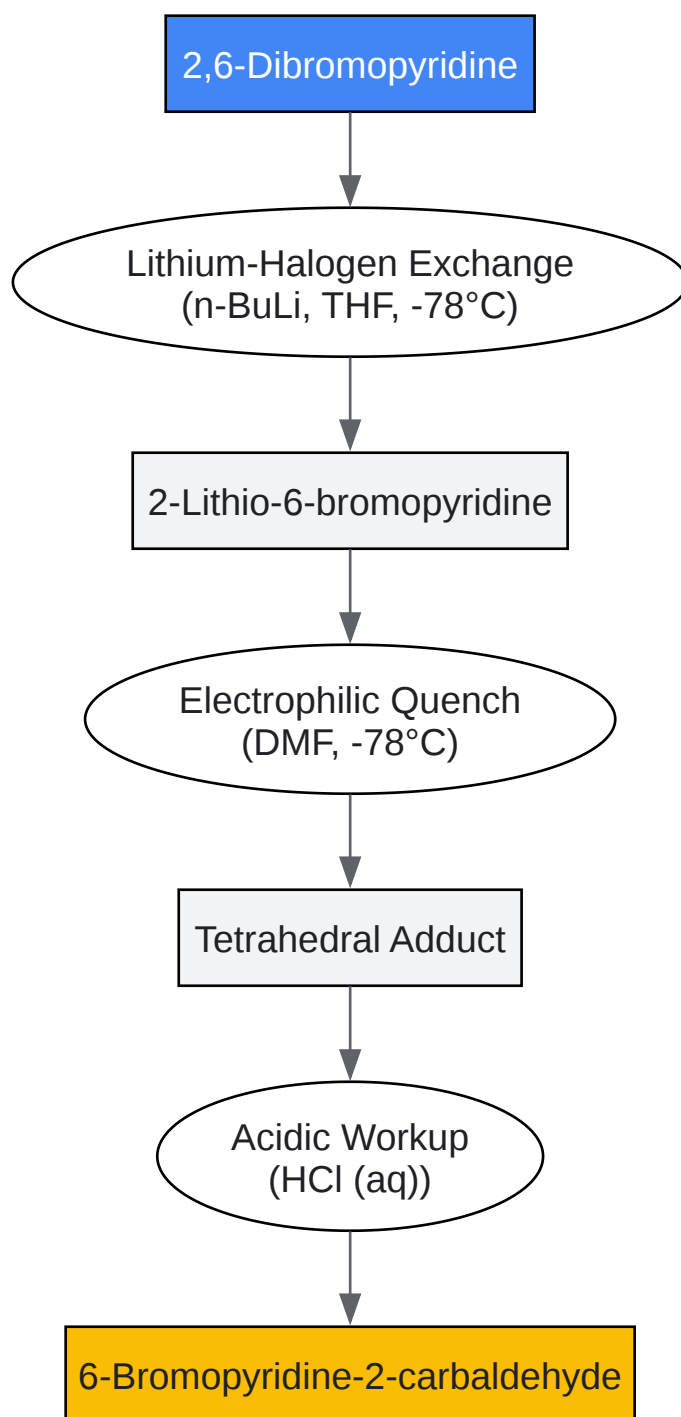 2,6-Dibromopyridine
Lithium-Halogen Exchange
(n-BuLi, THF, -78°C)
2-Lithio-6-bromopyridine
Electrophilic Quench
(DMF, -78°C)
Tetrahedral Adduct
Acidic Workup
(HCl (aq))
6-Bromopyridine-2-carbaldehyde